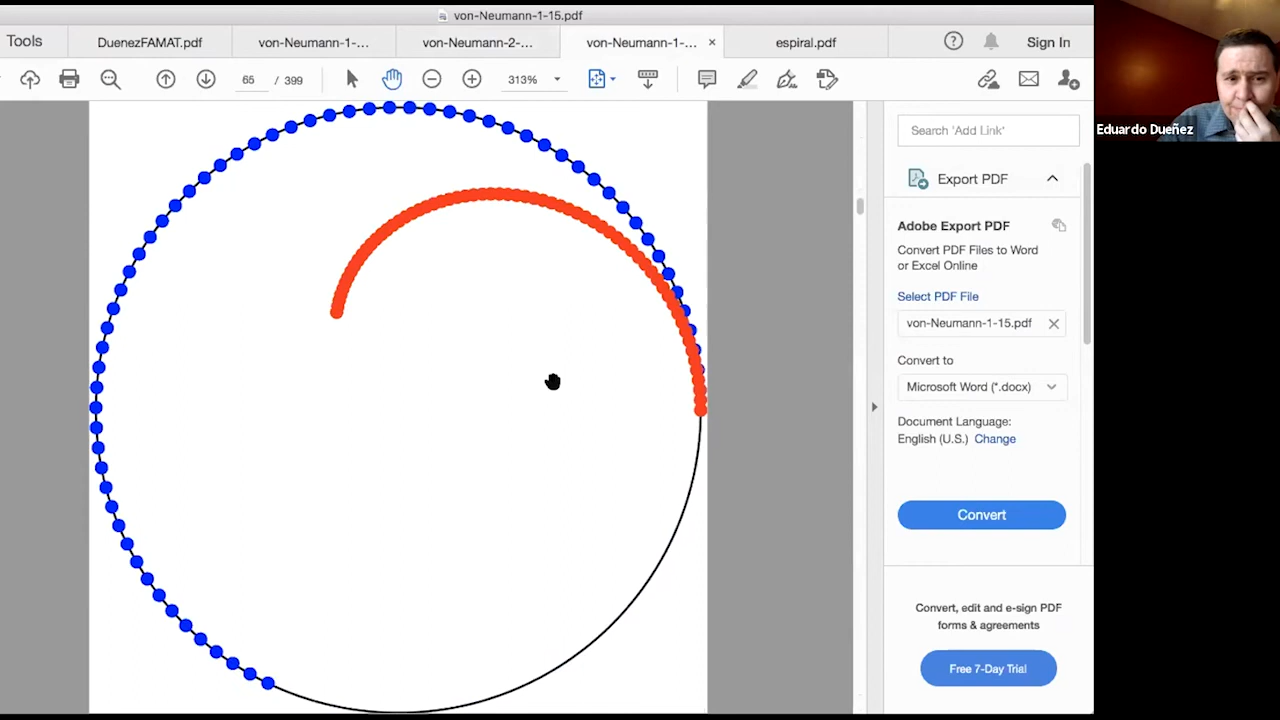 von-Neumann-1-15.pdf
Tools
DuenezFAMAT.pdf
von-Neumann-1-...
von-Neumann-2-...
von-Neumann-1-...
espiral.pdf
Sign In
65 / 399
313%
Search 'Add Link'
Eduardo Dueñez
Export PDF
Adobe Export PDF
Convert PDF Files to Word
or Excel Online
Select PDF File
von-Neumann-1-15.pdf
Convert to
Microsoft Word (*.docx)
Document Language:
English (U.S.) Change
Convert
Convert, edit and e-sign PDF
forms & agreements
Free 7-Day Trial